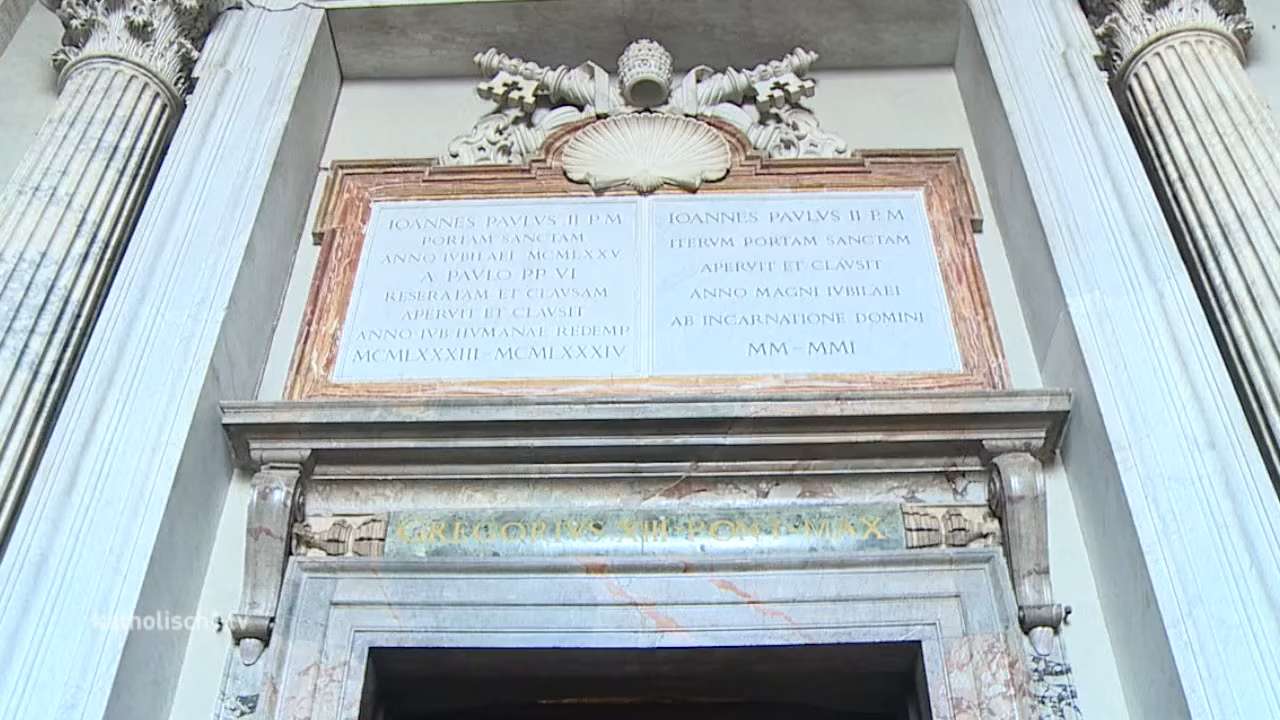 IOANNES PAVLVS II P.M
PORTAM SANCTAM
ANNO IVBILAEI MCMLXXV
A PAVLO PP VI
RESERATAM ET CLAVSAM
APERVIT ET CLAVSIT
ANNO IVB HVMANAE REDEMP
MCMLXXXIII - MCMLXXXIV
IOANNES PAVLVS II P.M.
ITERVM PORTAM SANCTAM
APERVIT ET CLAVSIT
ANNO MAGNI IVBILAEI
AB INCARNATIONE DOMINI
MM - MMI
GREGORIVS XIII PONT MAX
katholisch1.tv